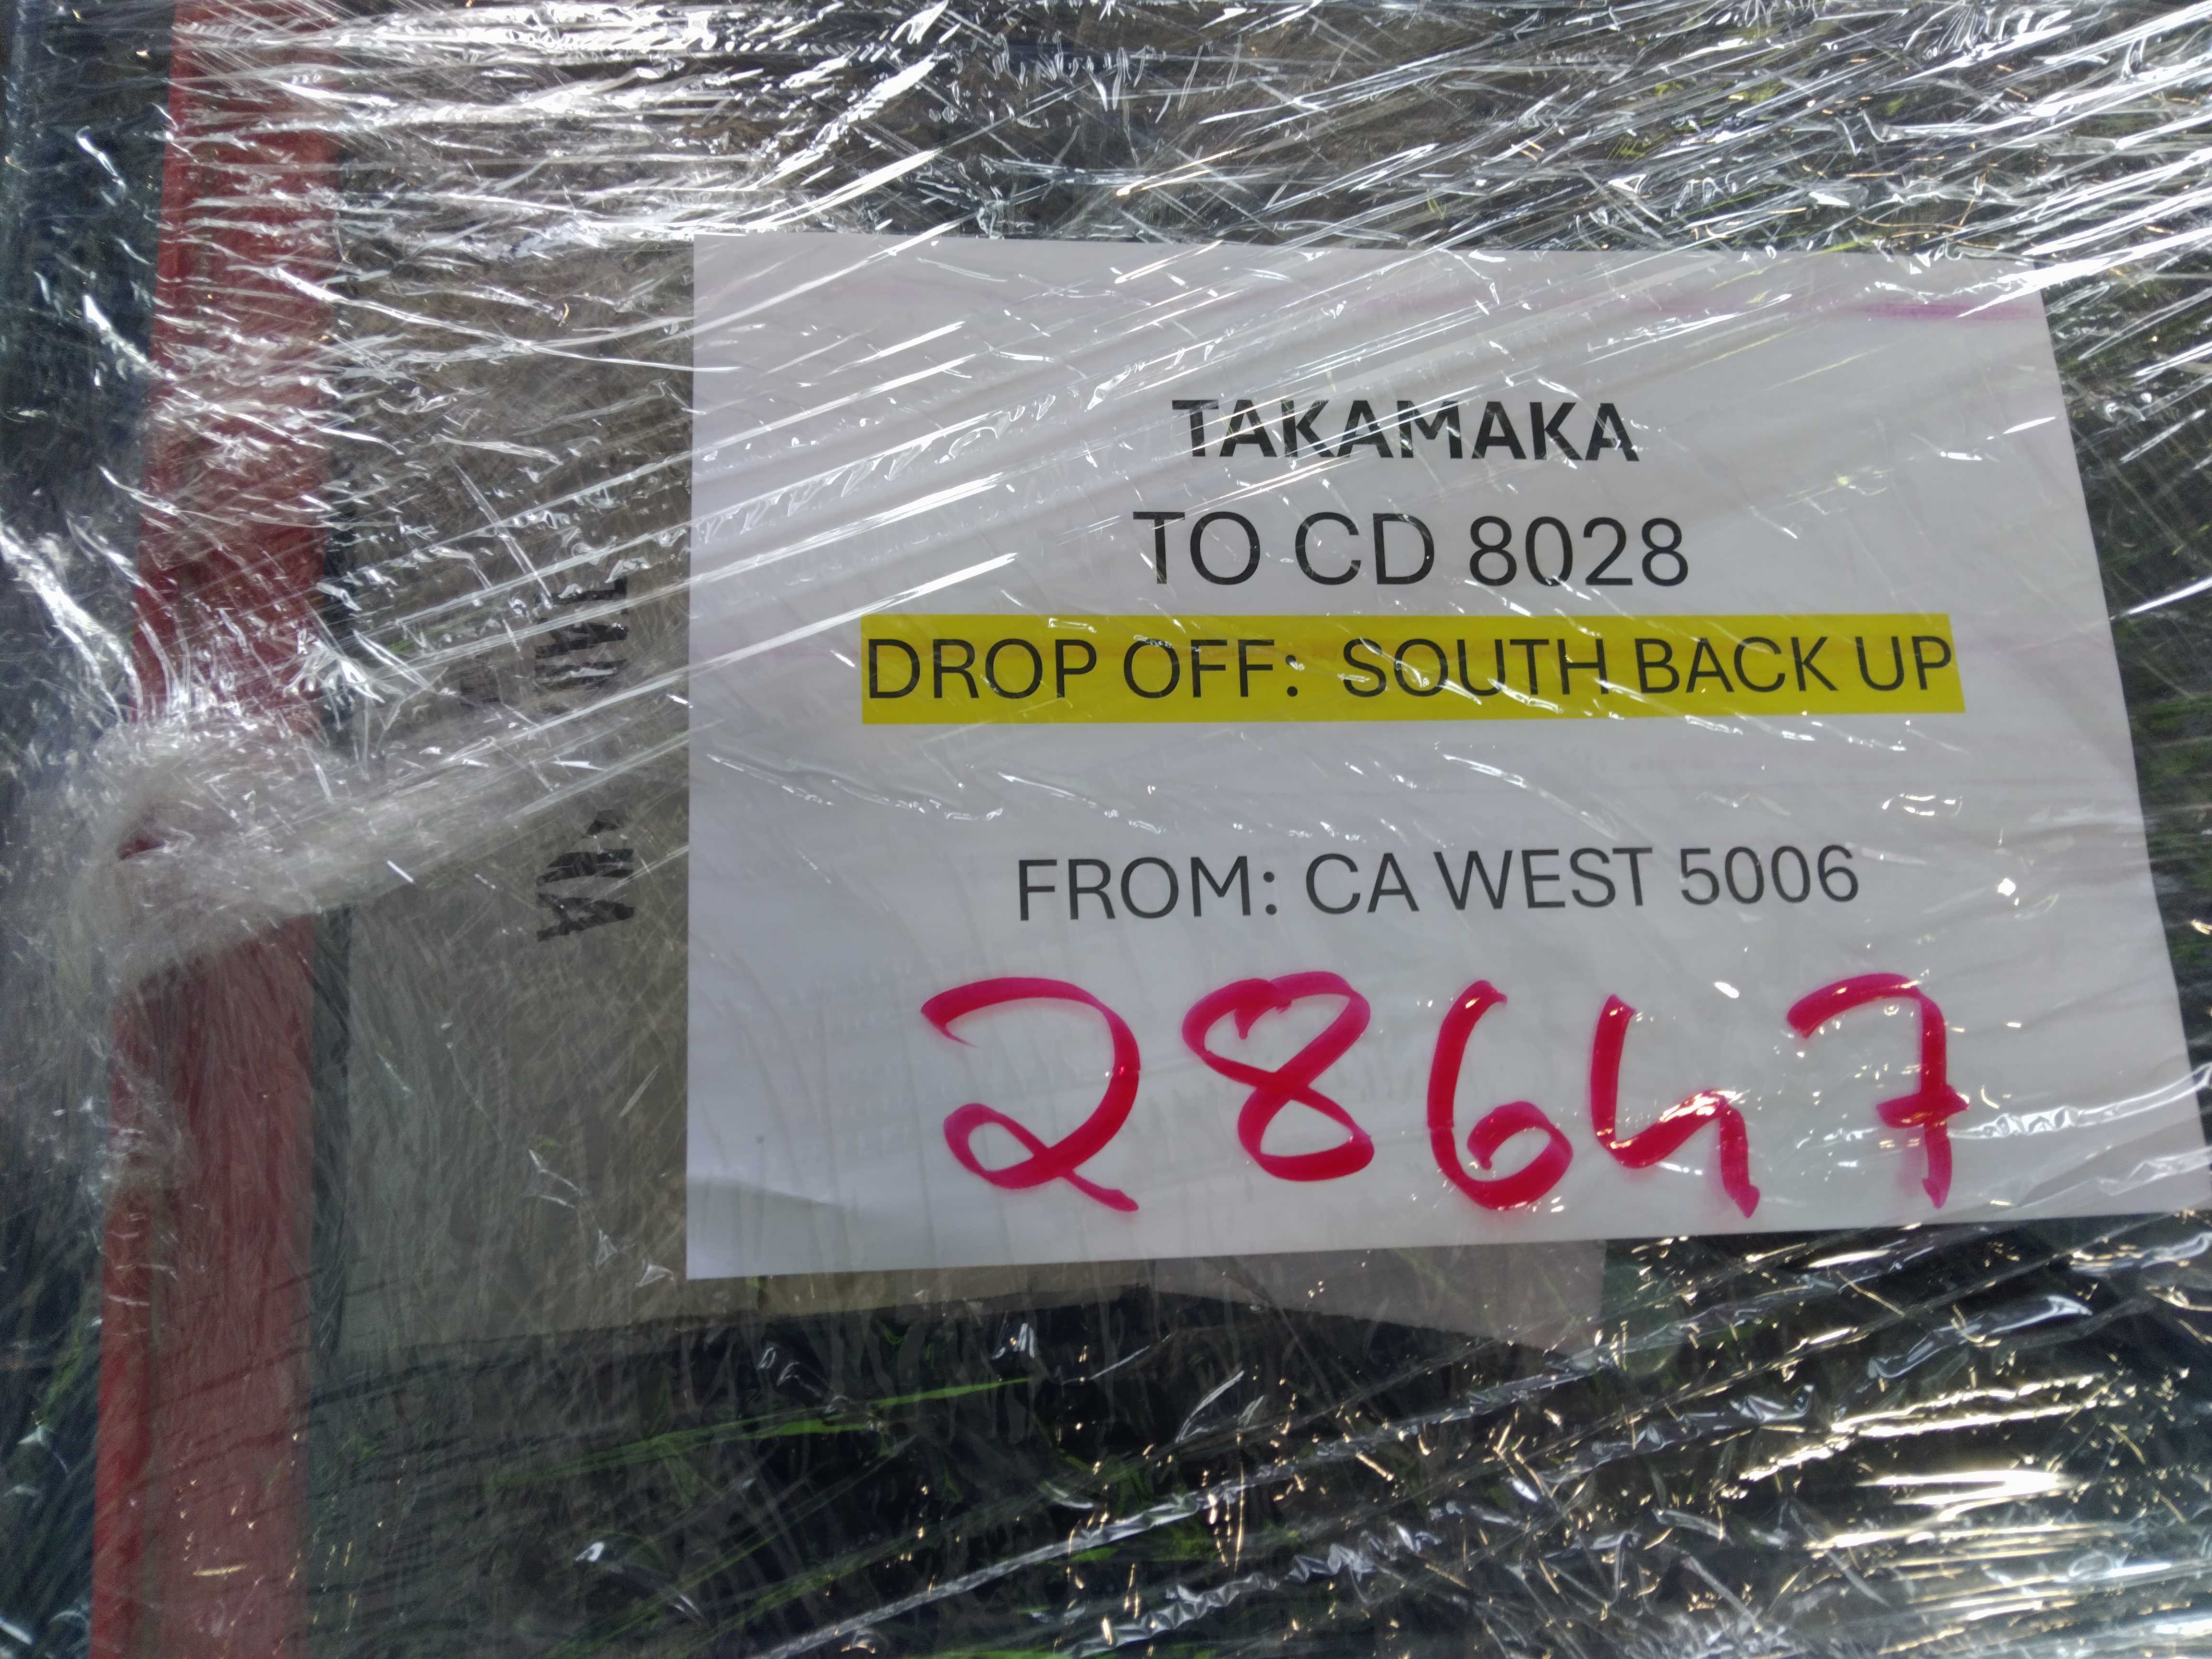 TAKAMAKA
TO CD 8028
DROP OFF: SOUTH BACK UP
FROM: CA WEST 5006
28647